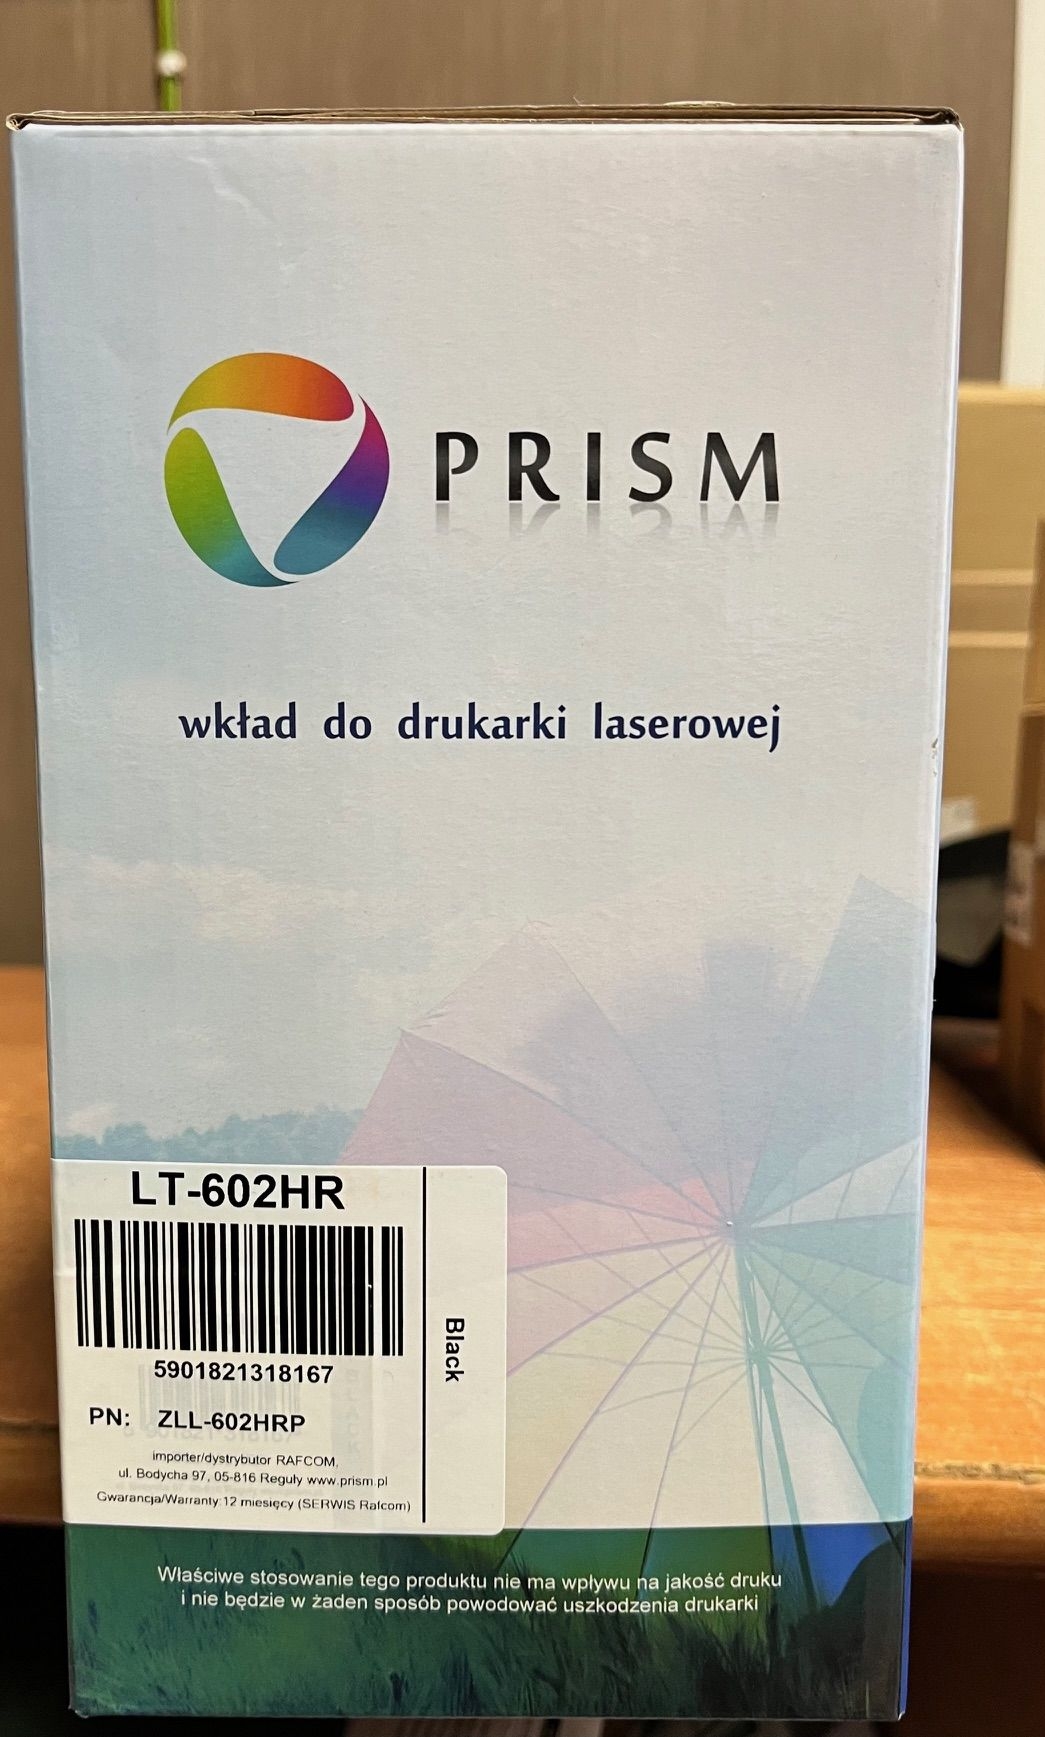 PRISM
wkład do drukarki laserowej
LT-602HR
5901821318167
Black
PN: ZLL-602HRP
importer/dystrybutor RAFCOM,
ul. Bodycha 97, 05-816 Reguły www.prism.pl
Gwarancja/Warranty:12 miesięcy (SERWIS Rafcom)
Właściwe stosowanie tego produktu nie ma wpływu na jakość druku
i nie będzie w żaden sposób powodować uszkodzenia drukarki